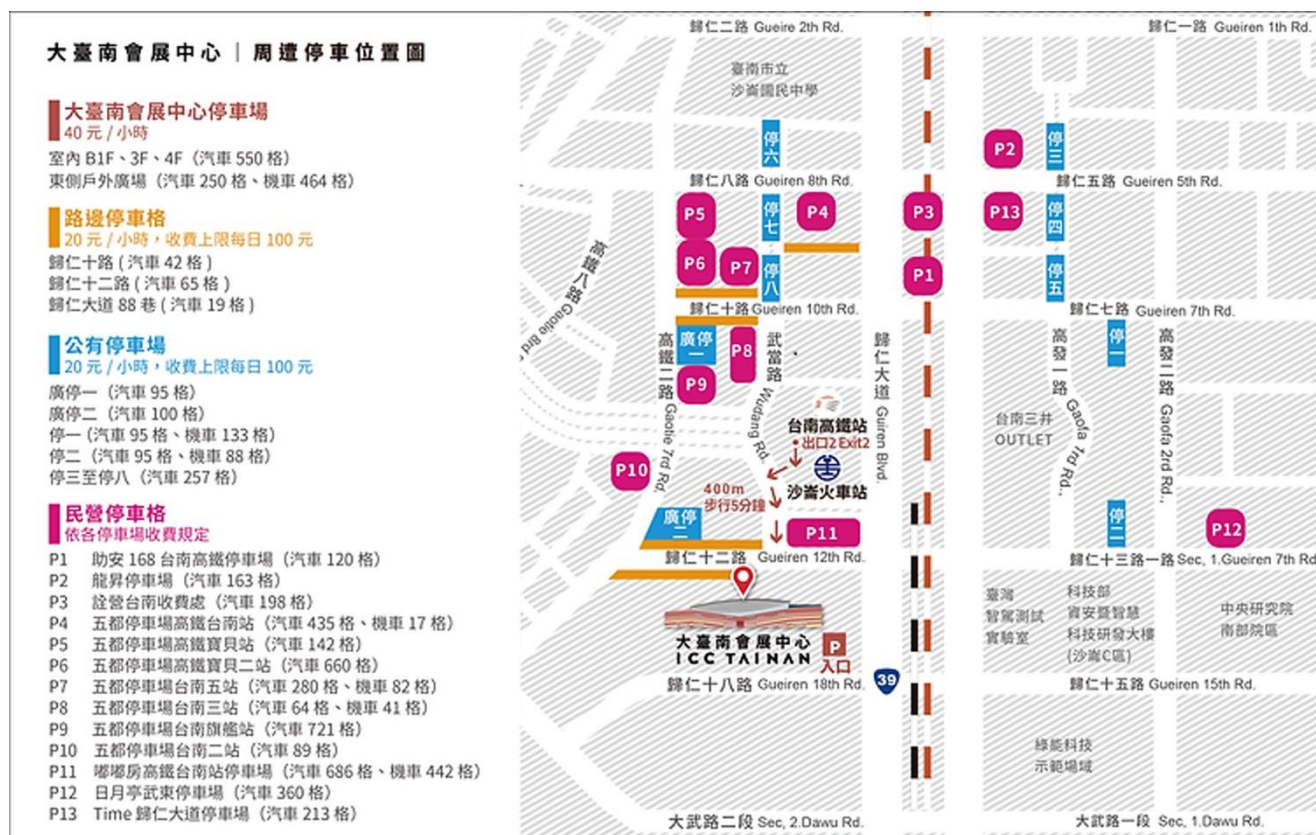 大臺南會展中心｜周遭停車位置圖
大臺南會展中心停車場
40 元 / 小時
室內 B1F、3F、4F（汽車 550 格）
東側戶外廣場（汽車 250 格、機車 464 格）
路邊停車格
20 元 / 小時，收費上限每日 100 元
歸仁十路 ( 汽車 42 格 )
歸仁十二路 ( 汽車 65 格 )
歸仁大道 88 巷 ( 汽車 19 格 )
公有停車場
20 元 / 小時，收費上限每日 100 元
廣停一（汽車 95 格）
廣停二（汽車 100 格）
停一（汽車 95 格、機車 133 格）
停二（汽車 95 格、機車 88 格）
停三至停八（汽車 257 格）
民營停車格
依各停車場收費規定
P1 助安 168 台南高鐵停車場（汽車 120 格）
P2 龍昇停車場（汽車 163 格）
P3 詮營台南收費處（汽車 198 格）
P4 五都停車場高鐵台南站（汽車 435 格、機車 17 格）
P5 五都停車場高鐵寶貝站（汽車 142 格）
P6 五都停車場高鐵寶貝二站（汽車 660 格）
P7 五都停車場台南五站（汽車 280 格、機車 82 格）
P8 五都停車場台南三站（汽車 64 格、機車 41 格）
P9 五都停車場台南旗艦站（汽車 721 格）
P10 五都停車場台南二站（汽車 89 格）
P11 嘟嘟房高鐵台南站停車場（汽車 686 格、機車 442 格）
P12 日月亭武東停車場（汽車 360 格）
P13 Time 歸仁大道停車場（汽車 213 格）
歸仁二路 Gueire 2th Rd.
歸仁一路 Gueiren 1th Rd.
臺南市立
沙崙國民中學
停六
P2
停三
歸仁八路 Gueiren 8th Rd.
歸仁五路 Gueiren 5th Rd.
P5
停七
P4
P3
P13
停四
P6
P7
停八
P1
停五
高鐵八路 Gaotie 8rd Rd.
歸仁十路 Gueiren 10th Rd.
歸仁七路 Gueiren 7th Rd.
高鐵二路 Gaotie 7rd Rd.
廣停一
P8
P9
武當路 Wudang Rd.
歸仁大道 Guiren Blvd.
高發一路 Gaofa 7rd Rd.,
停一
高發二路 Gaofa 2rd Rd.,
台南三井
OUTLET
台南高鐵站
出口2 Exit2
沙崙火車站
P10
400m
步行5分鐘
廣停二
P11
停二
P12
歸仁十二路 Gueiren 12th Rd.
歸仁十三路一路 Sec, 1.Gueiren 7th Rd
大臺南會展中心
ICC TAINAN
P
入口
臺灣
智駕測試
實驗室
科技部
資安暨智慧
科技研發大樓
(沙崙C區)
中央研究院
南部院區
歸仁十八路 Gueiren 18th Rd.
39
歸仁十五路 Gueiren 15th Rd.
綠能科技
示範場域
大武路二段 Sec, 2.Dawu Rd.
大武路一段 Sec, 1.Dawu Rd.